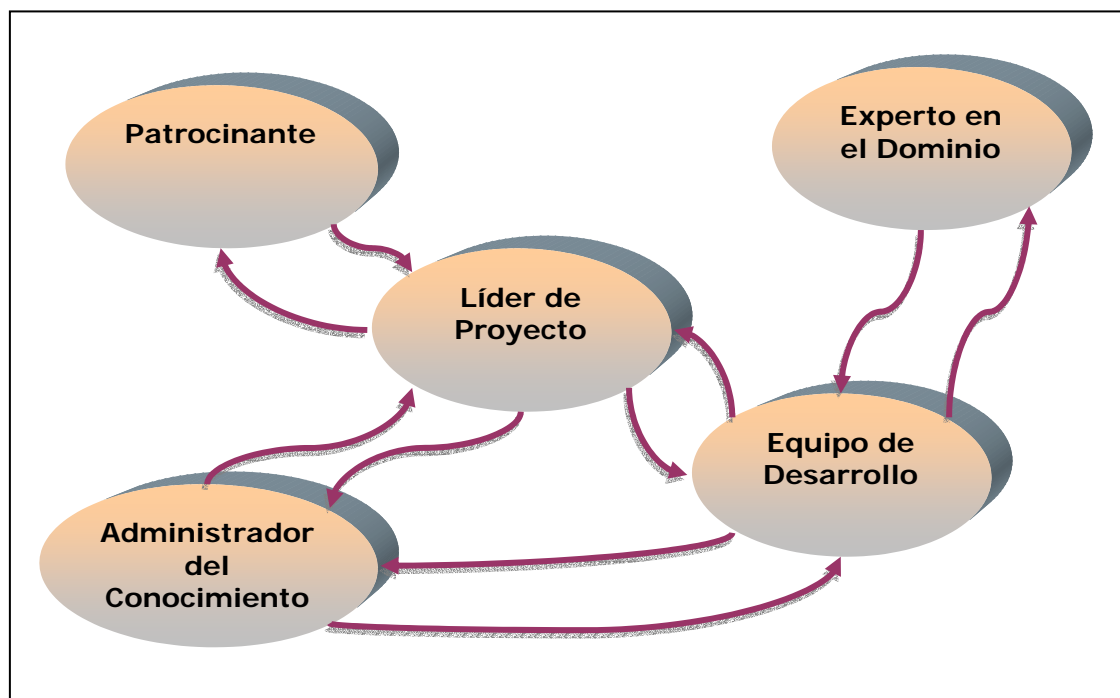 Patrocinante
Experto en
el Dominio
Líder de
Proyecto
Equipo de
Desarrollo
Administrador
del
Conocimiento